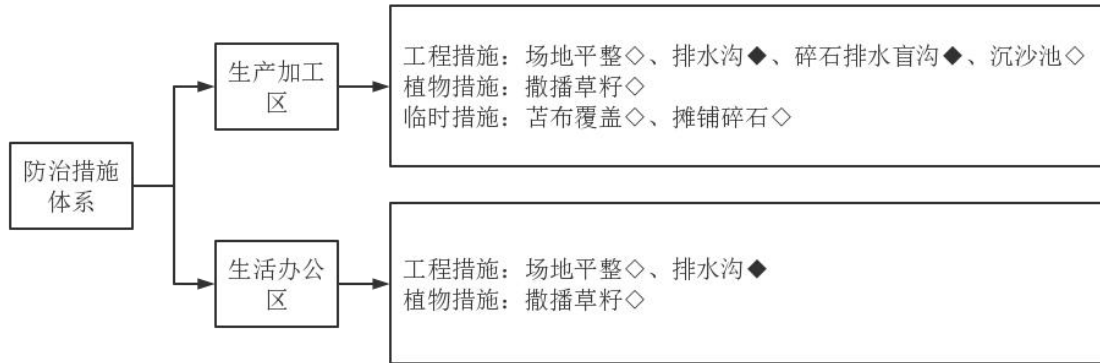 防治措施
体系
生产加工
区
工程措施：场地平整◇、排水沟◆、碎石排水盲沟◆、沉沙池◇
植物措施：撒播草籽◇
临时措施：苫布覆盖◇、摊铺碎石◇
生活办公
区
工程措施：场地平整◇、排水沟◆
植物措施：撒播草籽◇